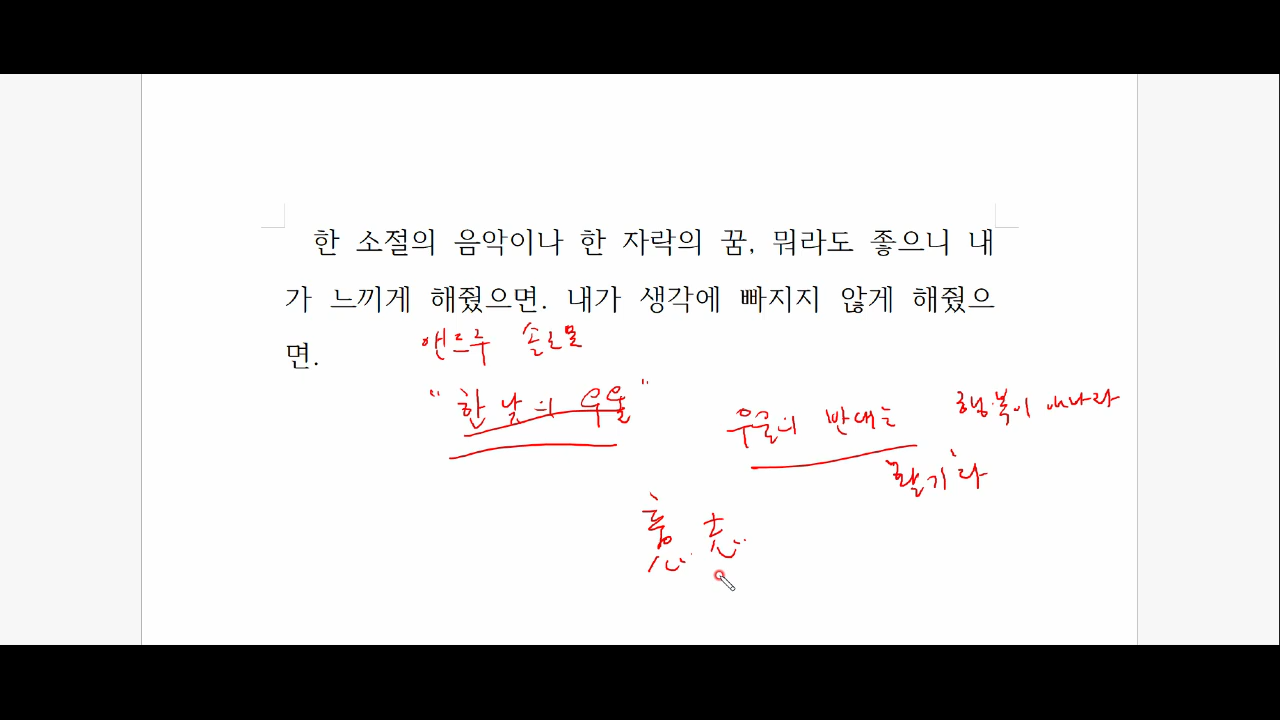 한 소절의 음악이나 한 자락의 꿈, 뭐라도 좋으니 내
가 느끼게 해줬으면. 내가 생각에 빠지지 않게 해줬으
면.
앤드루 솔로몬
"한낮의 우울"
우울의 반대는 행복이 아니라
활기다